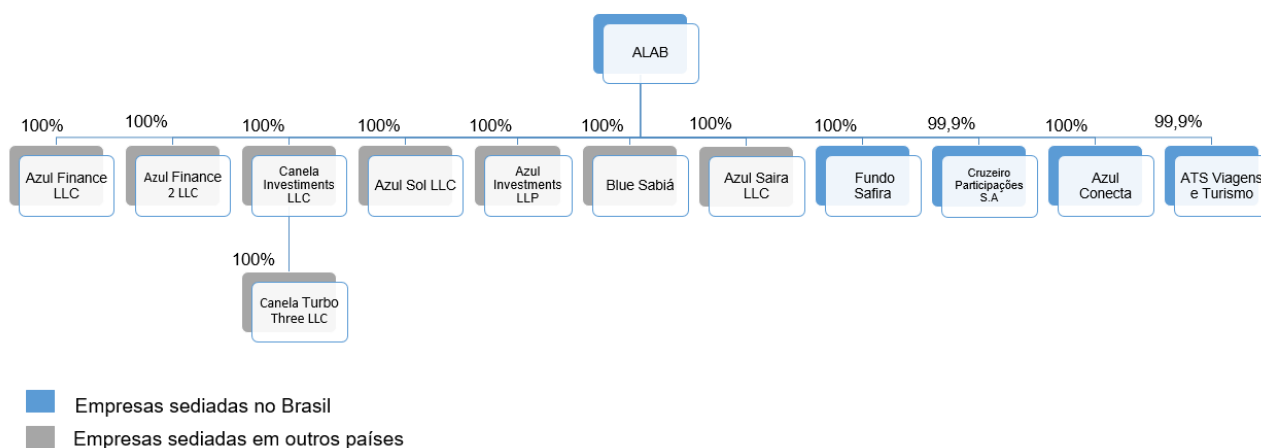 ALAB
100%
100%
100%
100%
100%
100%
100%
100%
99,9%
100%
99,9%
Azul Finance
LLC
Azul Finance
2 LLC
Canela
Investiments
LLC
Azul Sol LLC
Azul
Investments
LLP
Blue Sabiá
Azul Saira
LLC
Fundo
Safira
Cruzeiro
Participações
S.A
Azul
Conecta
ATS Viagens
e Turismo
100%
Canela Turbo
Three LLC
Empresas sediadas no Brasil
Empresas sediadas em outros países